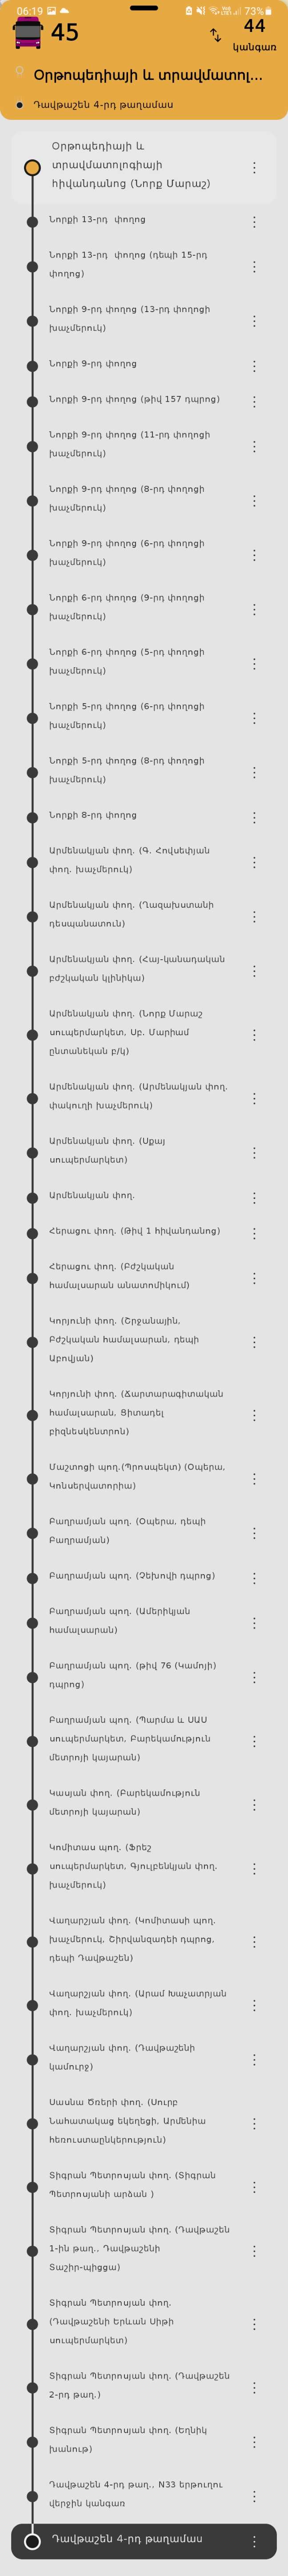 06:19
73%
45
44
կանգառ
Օրթոպեդիայի և տրավմատոլ...
Դավթաշեն 4-րդ թաղամաս
Օրթոպեդիայի և
տրավմատոլոգիայի
հիվանդանոց (Նորք Մարաշ)
Նորքի 13-րդ փողոց
Նորքի 13-րդ փողոց (դեպի 15-րդ
փողոց)
Նորքի 9-րդ փողոց (13-րդ փողոցի
խաչմերուկ)
Նորքի 9-րդ փողոց
Նորքի 9-րդ փողոց (թիվ 157 դպրոց)
Նորքի 9-րդ փողոց (11-րդ փողոցի
խաչմերուկ)
Նորքի 9-րդ փողոց (8-րդ փողոցի
խաչմերուկ)
Նորքի 9-րդ փողոց (6-րդ փողոցի
խաչմերուկ)
Նորքի 6-րդ փողոց (9-րդ փողոցի
խաչմերուկ)
Նորքի 6-րդ փողոց (5-րդ փողոցի
խաչմերուկ)
Նորքի 5-րդ փողոց (6-րդ փողոցի
խաչմերուկ)
Նորքի 5-րդ փողոց (8-րդ փողոցի
խաչմերուկ)
Նորքի 8-րդ փողոց
Արմենակյան փող. (Գ. Հովսեփյան
փող. խաչմերուկ)
Արմենակյան փող. (Ղազախստանի
դեսպանատուն)
Արմենակյան փող. (Հայ-կանադական
բժշկական կլինիկա)
Արմենակյան փող. (Նորք Մարաշ
սուպերմարկետ, Սբ. Մարիամ
ընտանեկան բ/կ)
Արմենակյան փող. (Արմենակյան փող.
փակուղի խաչմերուկ)
Արմենակյան փող. (Սքայ
սուպերմարկետ)
Արմենակյան փող.
Հերացու փող. (Թիվ 1 հիվանդանոց)
Հերացու փող. (Բժշկական
համալսարան անատոմիկում)
Կորյունի փող. (Շրջանային,
Բժշկական համալսարան, դեպի
Աբովյան)
Կորյունի փող. (Ճարտարագիտական
համալսարան, Ցիտադել
բիզնեսկենտրոն)
Մաշտոցի պող.(Պրոսպեկտ) (Օպերա,
Կոնսերվատորիա)
Բաղրամյան պող. (Օպերա, դեպի
Բաղրամյան)
Բաղրամյան պող. (Չեխովի դպրոց)
Բաղրամյան պող. (Ամերիկյան
համալսարան)
Բաղրամյան պող. (թիվ 76 (Կամոյի)
դպրոց)
Բաղրամյան պող. (Պարմա և ՍԱՍ
սուպերմարկետ, Բարեկամություն
մետրոյի կայարան)
Կասյան փող. (Բարեկամություն
մետրոյի կայարան)
Կոմիտաս պող. (Ֆրեշ
սուպերմարկետ, Գյուլբենկյան փող.
խաչմերուկ)
Վաղարշյան փող. (Կոմիտասի պող.
խաչմերուկ, Շիրվանզադեի դպրոց,
դեպի Դավթաշեն)
Վաղարշյան փող. (Արամ Խաչատրյան
փող. խաչմերուկ)
Վաղարշյան փող. (Դավթաշենի
կամուրջ)
Սասնա Ծռերի փող. (Սուրբ
Նահատակաց եկեղեցի, Արմենիա
հեռուստաընկերություն)
Տիգրան Պետրոսյան փող. (Տիգրան
Պետրոսյանի արձան )
Տիգրան Պետրոսյան փող. (Դավթաշեն
1-ին թաղ., Դավթաշենի
Տաշիր-պիցցա)
Տիգրան Պետրոսյան փող.
(Դավթաշենի Երևան Սիթի
սուպերմարկետ)
Տիգրան Պետրոսյան փող. (Դավթաշեն
2-րդ թաղ.)
Տիգրան Պետրոսյան փող. (Եղնիկ
խանութ)
Դավթաշեն 4-րդ թաղ., N33 երթուղու
վերջին կանգառ
Դավթաշեն 4-րդ թաղամաս